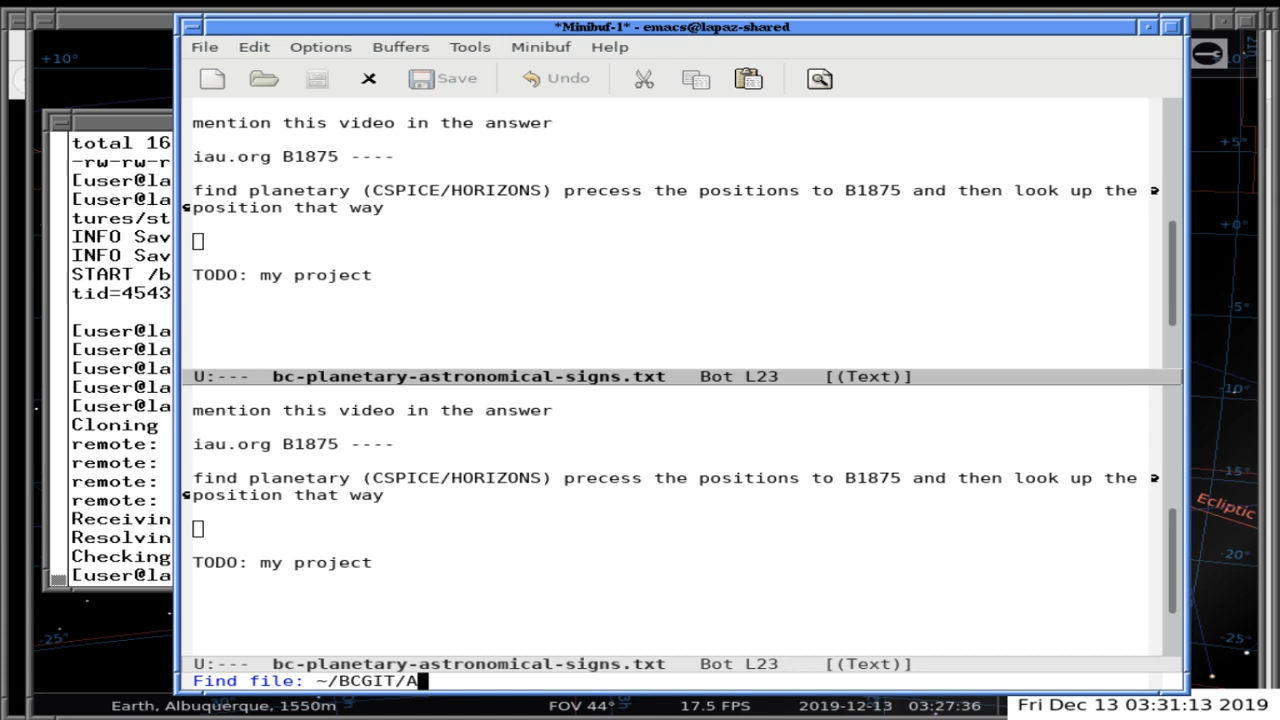 *Minibuf-1* - emacs@lapaz-shared
File Edit Options Buffers Tools Minibuf Help
Save Undo
mention this video in the answer
iau.org B1875 ----
find planetary (CSPICE/HORIZONS) precess the positions to B1875 and then look up the
position that way
TODO: my project
U:--- bc-planetary-astronomical-signs.txt Bot L23 [(Text)]
mention this video in the answer
iau.org B1875 ----
find planetary (CSPICE/HORIZONS) precess the positions to B1875 and then look up the
position that way
TODO: my project
U:--- bc-planetary-astronomical-signs.txt Bot L23 [(Text)]
Find file: ~/BCGIT/A
total 16
-rw-rw-r
[user@la
[user@la
tures/st
INFO Sav
INFO Sav
START /b
tid=4543
[user@la
[user@la
[user@la
[user@la
[user@la
Cloning
remote:
remote:
remote:
remote:
Receivin
Resolvin
Checking
[user@la
+10°
-25°
+5°
+0°
-5°
-10°
15°
Ecliptic
-20°
-25°
Earth, Albuquerque, 1550m FOV 44° 17.5 FPS 2019-12-13 03:27:36
Fri Dec 13 03:31:13 2019